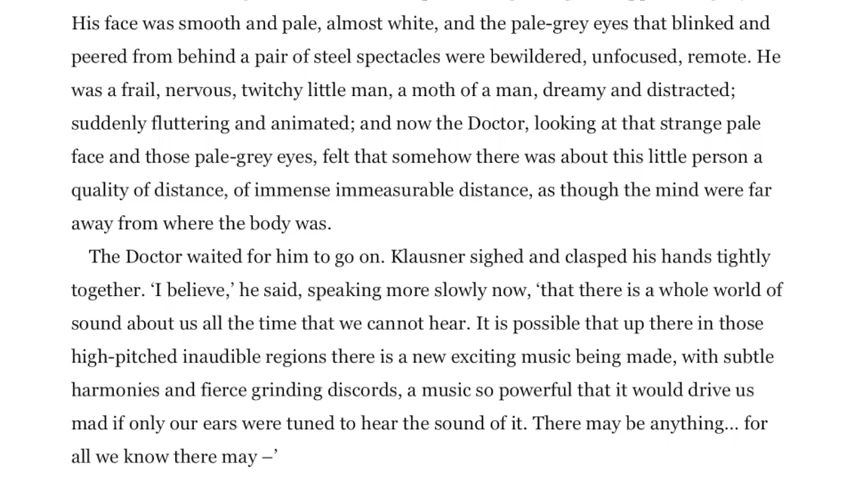 His face was smooth and pale, almost white, and the pale-grey eyes that blinked and
peered from behind a pair of steel spectacles were bewildered, unfocused, remote. He
was a frail, nervous, twitchy little man, a moth of a man, dreamy and distracted;
suddenly fluttering and animated; and now the Doctor, looking at that strange pale
face and those pale-grey eyes, felt that somehow there was about this little person a
quality of distance, of immense immeasurable distance, as though the mind were far
away from where the body was.
The Doctor waited for him to go on. Klausner sighed and clasped his hands tightly
together. ‘I believe,’ he said, speaking more slowly now, ‘that there is a whole world of
sound about us all the time that we cannot hear. It is possible that up there in those
high-pitched inaudible regions there is a new exciting music being made, with subtle
harmonies and fierce grinding discords, a music so powerful that it would drive us
mad if only our ears were tuned to hear the sound of it. There may be anything… for
all we know there may –’